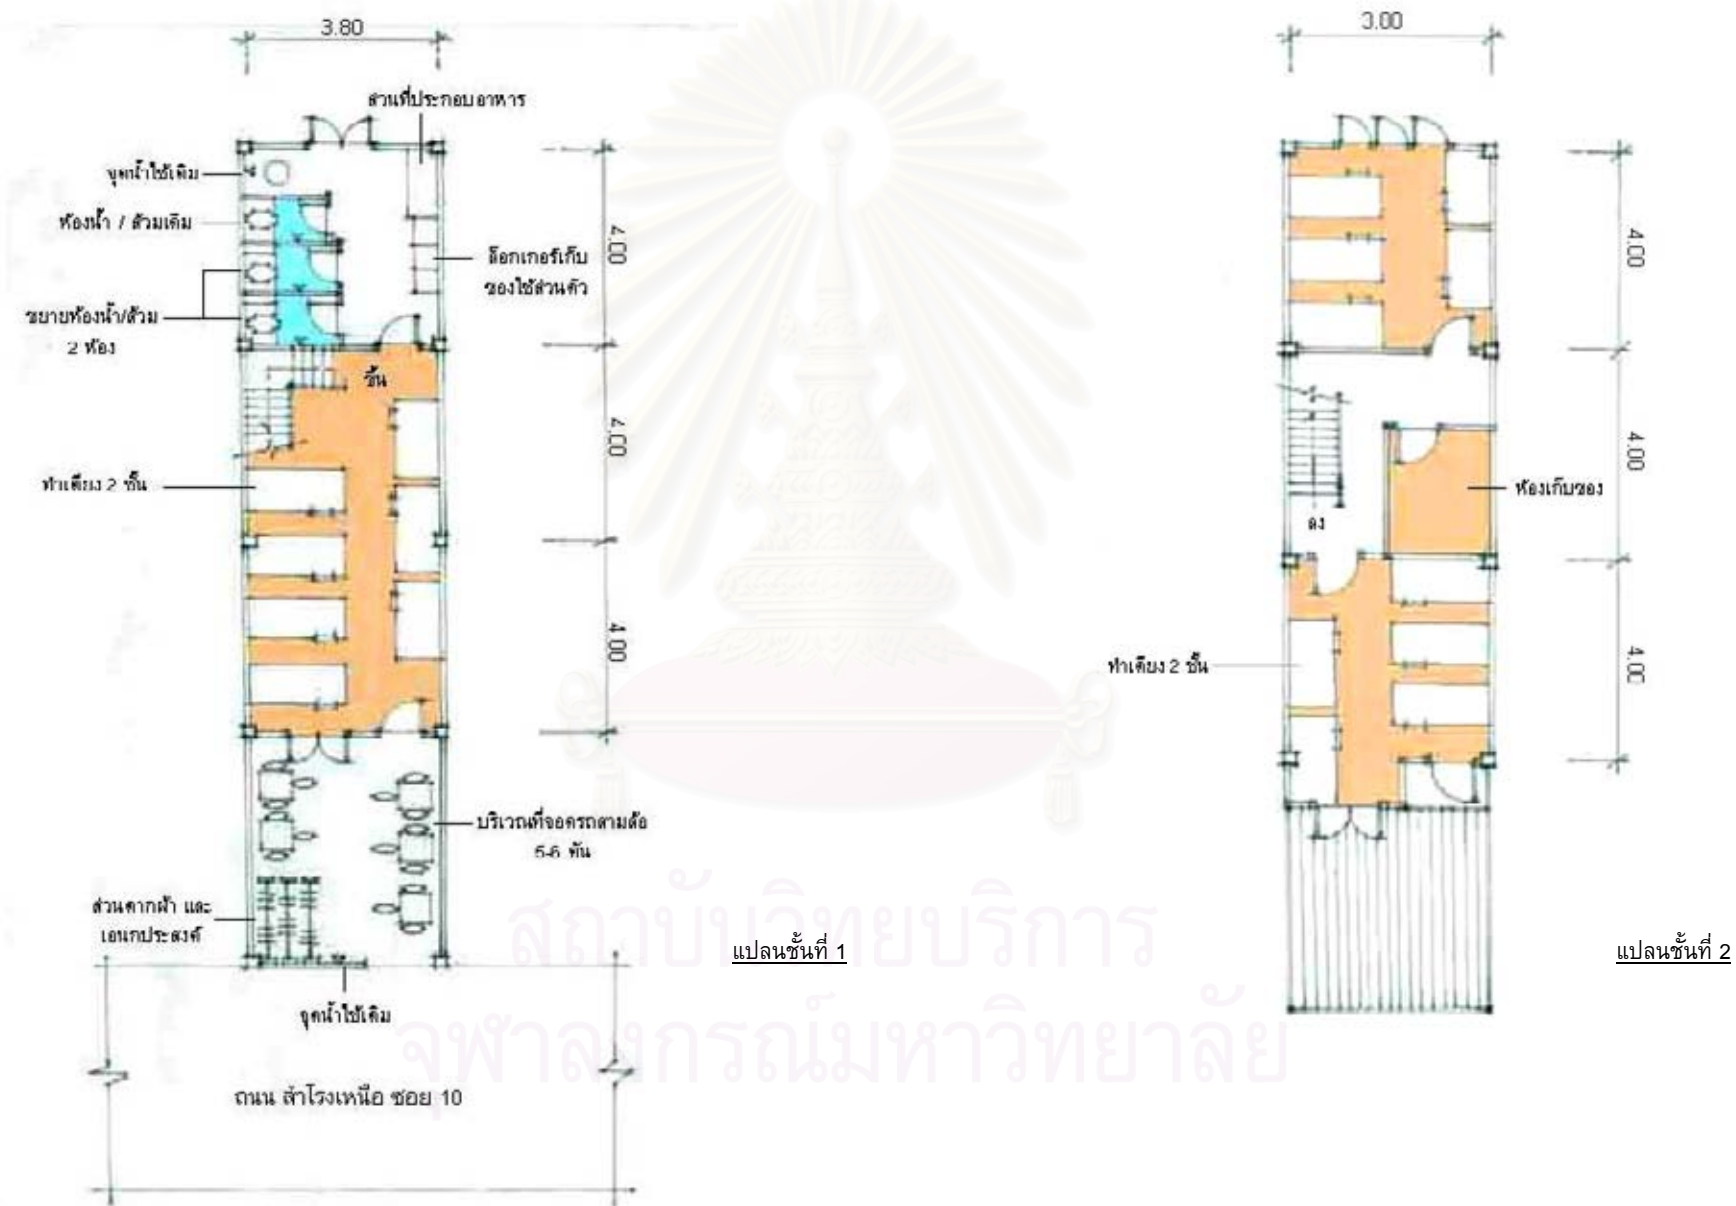 3.80
ส่วนที่ประกอบอาหาร
จุดน้ำใช้เดิม
ห้องน้ำ / ส้วมเดิม
ล็อกเกอร์เก็บ
ของใช้ส่วนตัว
ขยายห้องน้ำ/ส้วม
2 ห้อง
4.00
ขึ้น
4.00
ทำเตียง 2 ชั้น
4.00
บริเวณที่จอดรถสามล้อ
5-6 คัน
ส่วนตากผ้า และ
เอนกประสงค์
จุดน้ำใช้เดิม
ถนน สำโรงเหนือ ซอย 10
แปลนชั้นที่ 1
3.00
4.00
4.00
ห้องเก็บของ
ลง
ทำเตียง 2 ชั้น
4.00
แปลนชั้นที่ 2
สถาบันวิทยบริการ
จุฬาลงกรณ์มหาวิทยาลัย